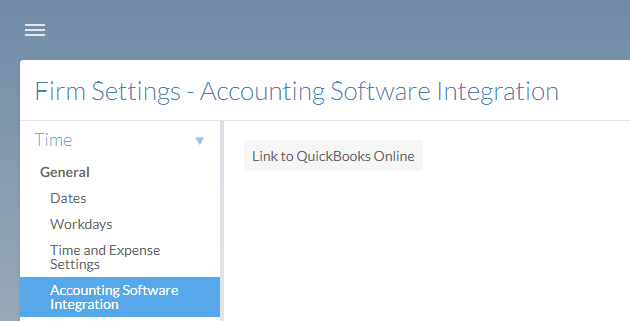 Firm Settings - Accounting Software Integration
Time
General
Dates
Workdays
Time and Expense
Settings
Accounting Software
Integration
Link to QuickBooks Online